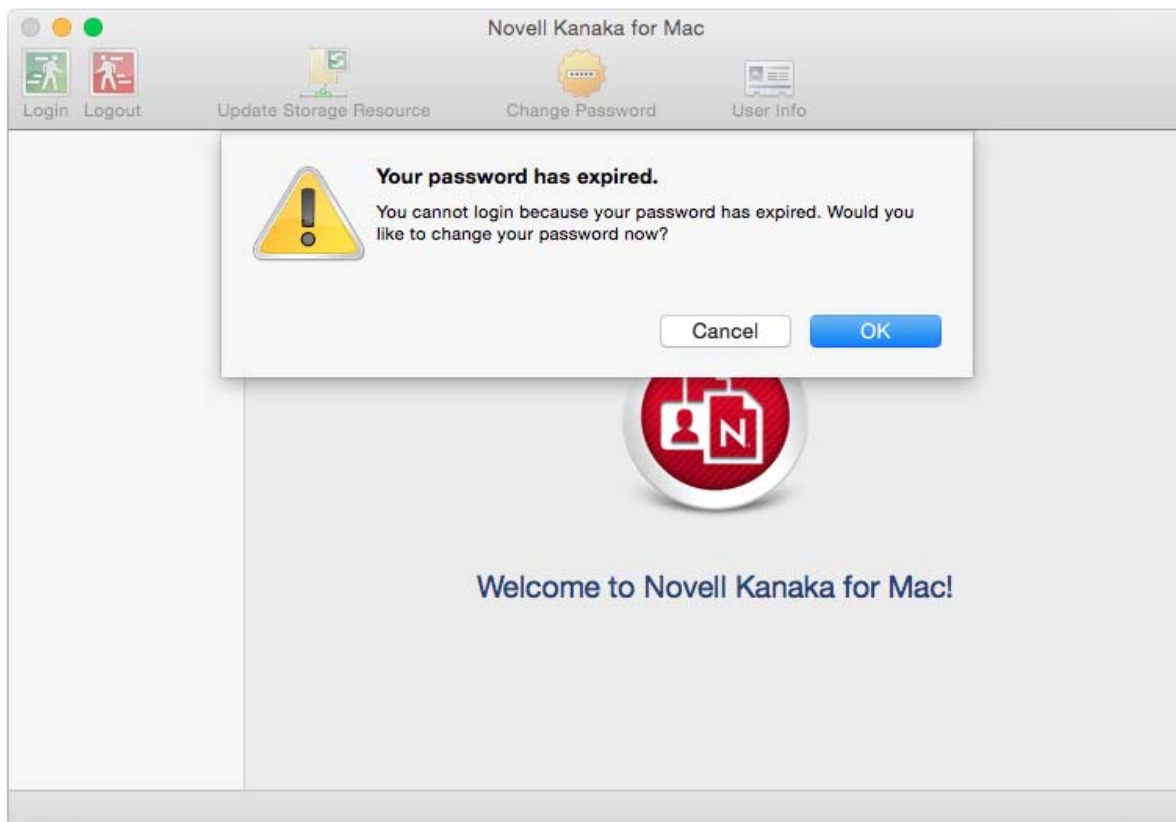 Novell Kanaka for Mac
Login Logout Update Storage Resource Change Password User Info
Your password has expired.
You cannot login because your password has expired. Would you
like to change your password now?
Cancel OK
N
Welcome to Novell Kanaka for Mac!